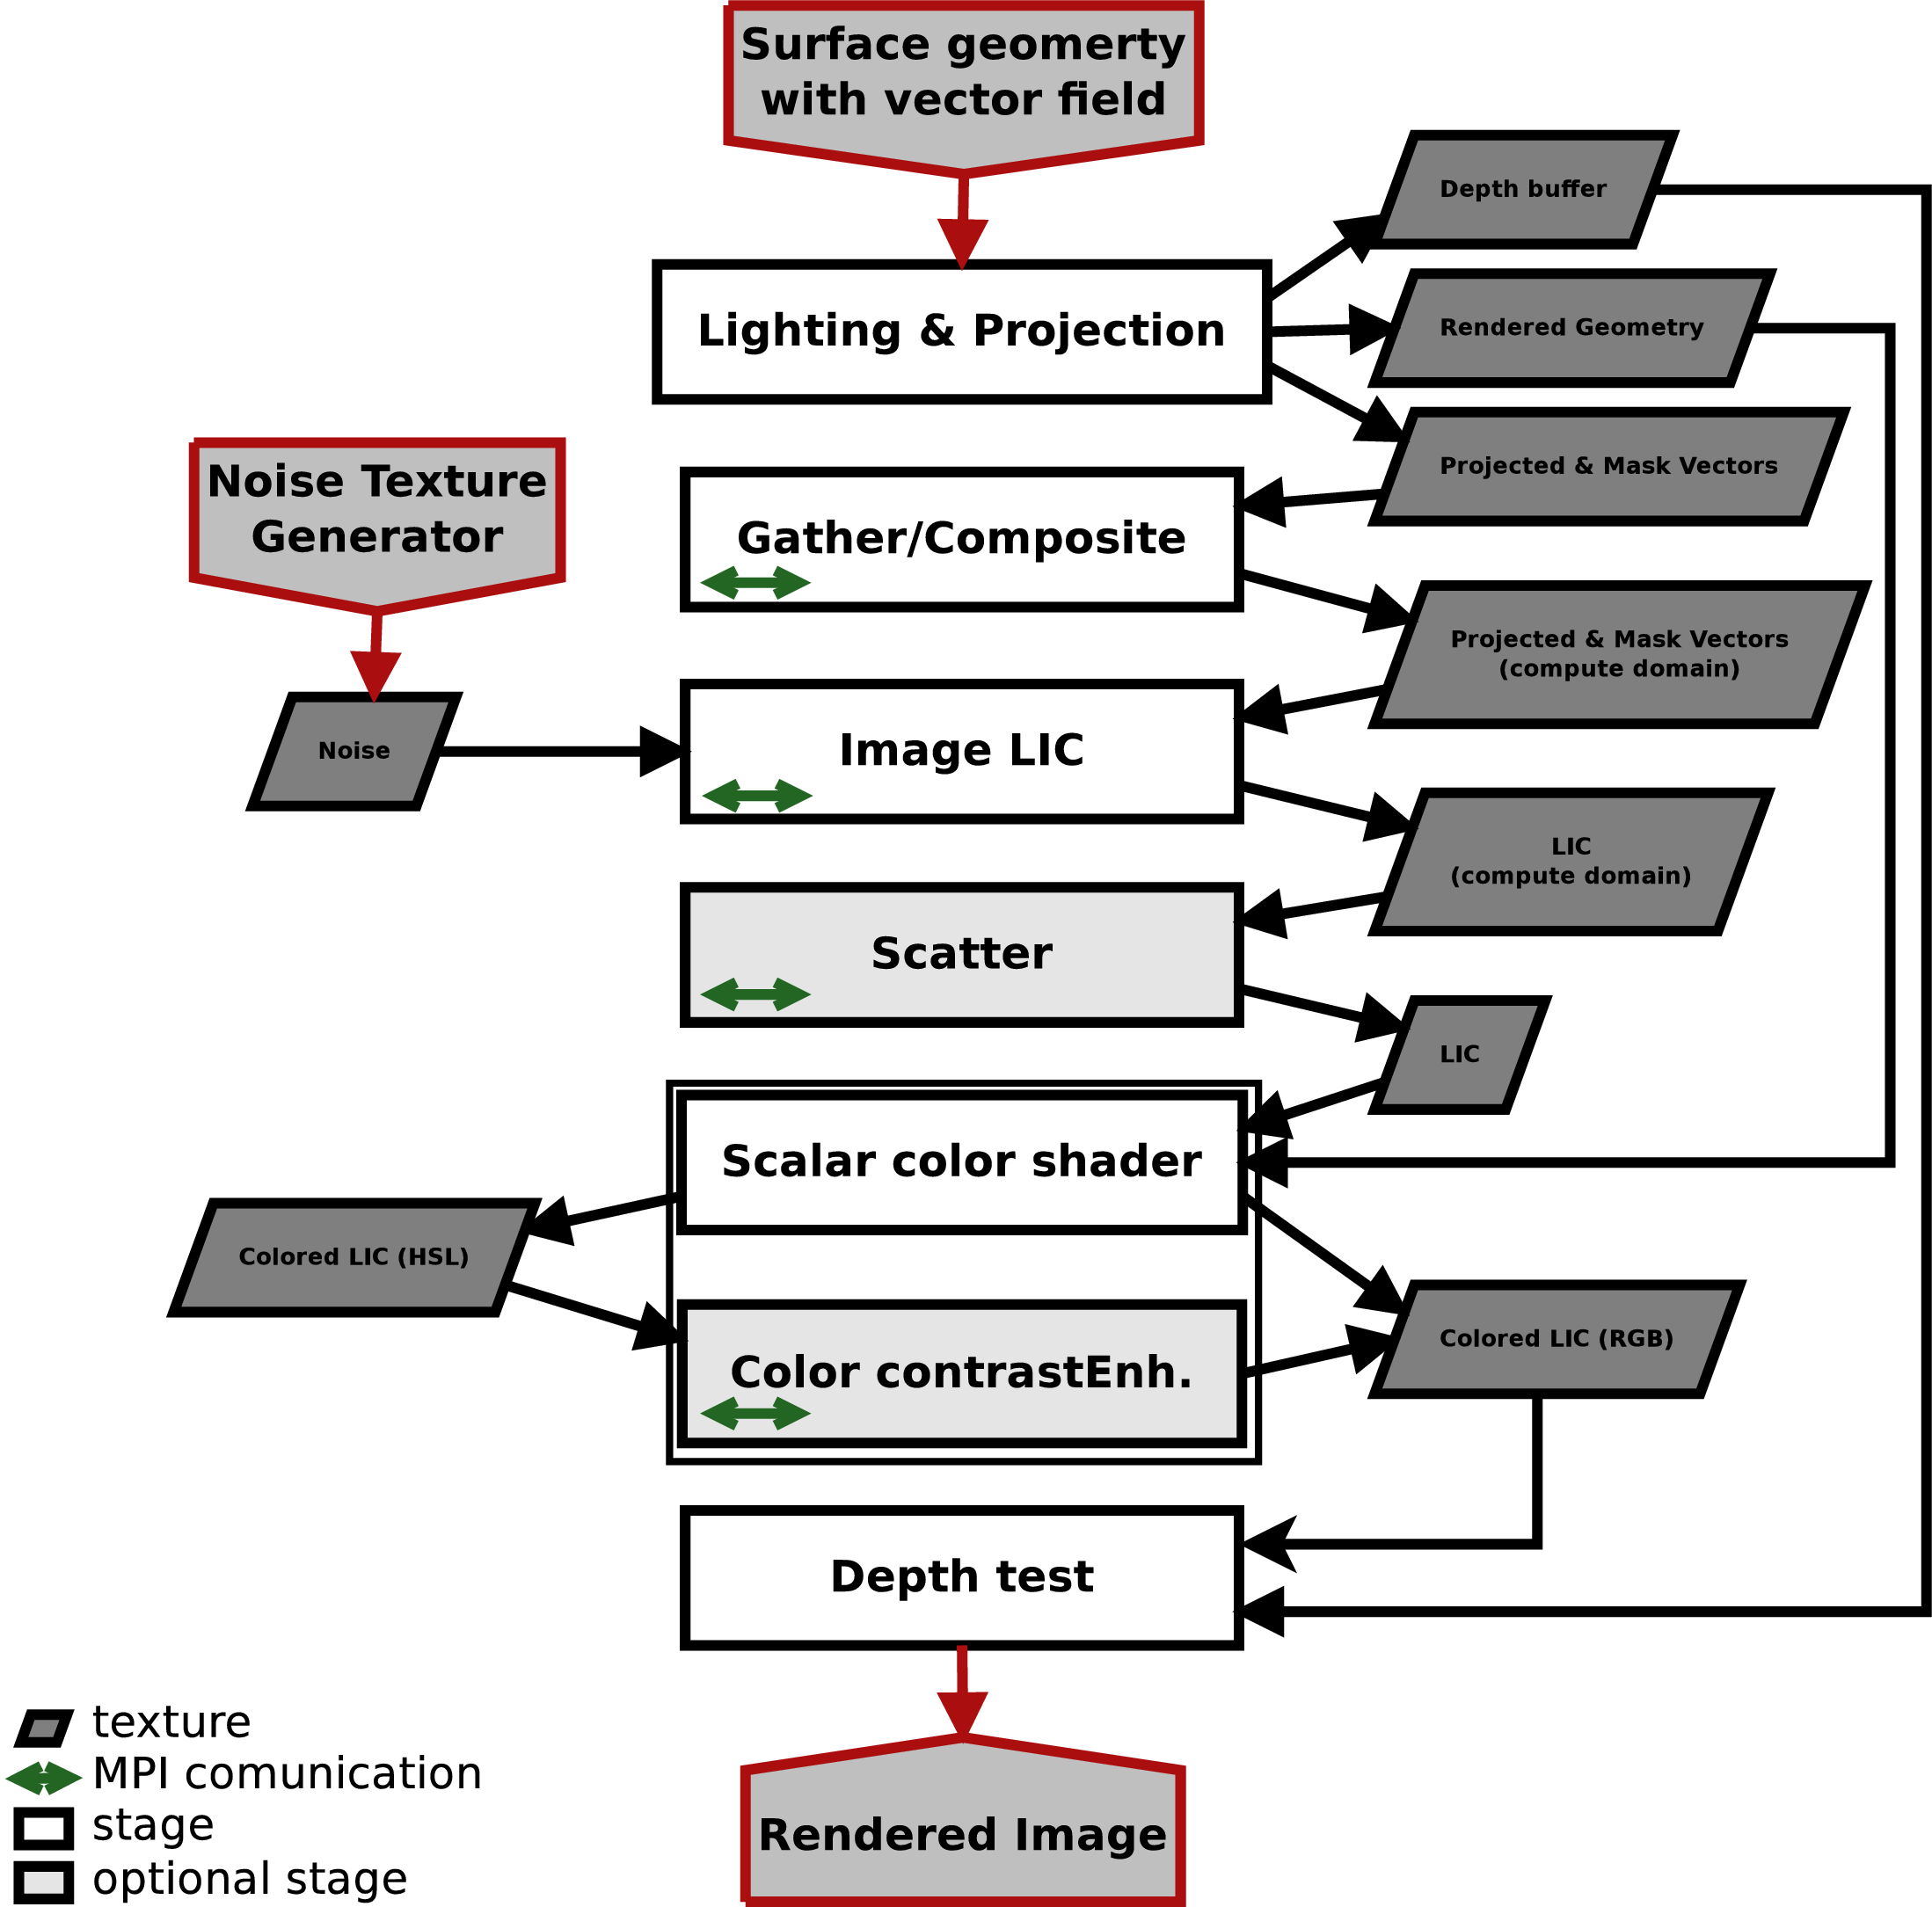 Surface geomerty
with vector field
Depth buffer
Lighting & Projection
Rendered Geometry
Projected & Mask Vectors
Noise Texture
Generator
Gather/Composite
Projected & Mask Vectors
(compute domain)
Noise
Image LIC
LIC
(compute domain)
Scatter
LIC
Scalar color shader
Colored LIC (HSL)
Colored LIC (RGB)
Color contrastEnh.
Depth test
Rendered Image
texture
MPI comunication
stage
optional stage